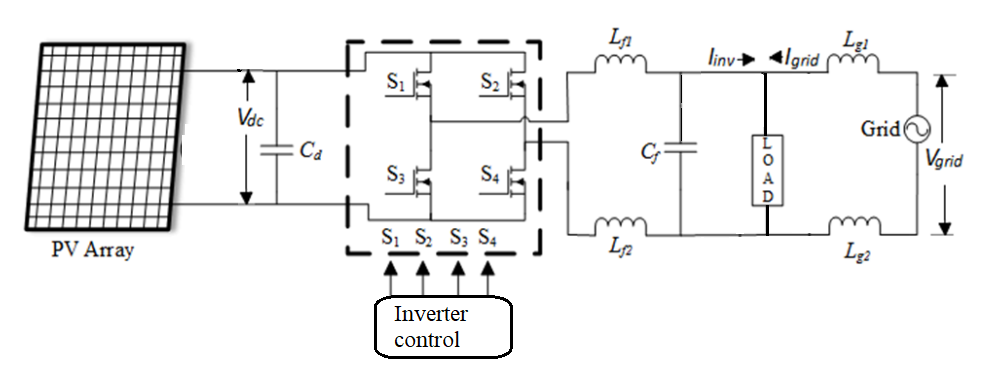 PV Array
Vdc
Cd
S1
S2
S3
S4
S1 S2 S3 S4
Inverter
control
Lf1
Lf2
Cf
Iinv
Igrid
LOAD
Lg1
Lg2
Grid
Vgrid